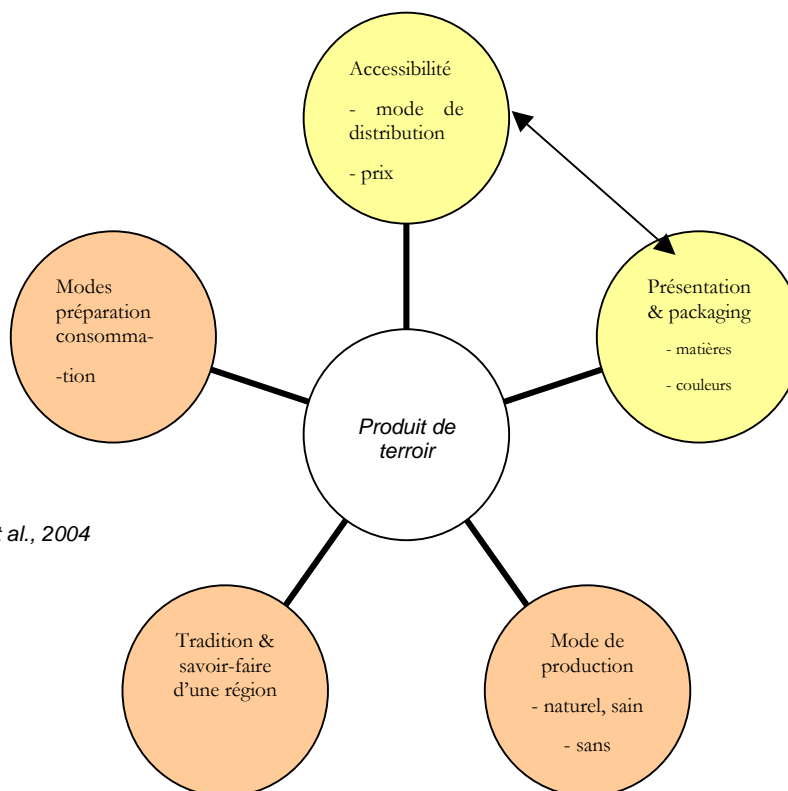 Accessibilité
- mode de
distribution
- prix
Modes
préparation
consomma-
-tion
Présentation
& packaging
- matières
- couleurs
Produit de
terroir
al., 2004
Tradition &
savoir-faire
d’une région
Mode de
production
- naturel, sain
- sans